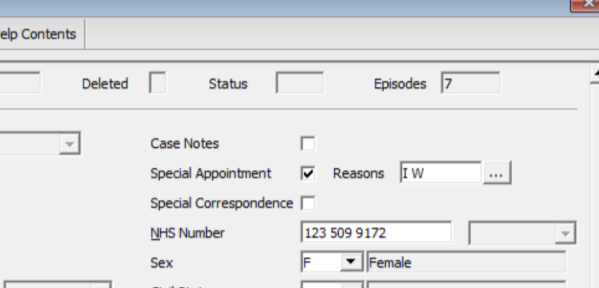 elp Contents
Deleted Status Episodes 7
Case Notes
Special Appointment Reasons I W ...
Special Correspondence
NHS Number 123 509 9172
Sex F Female